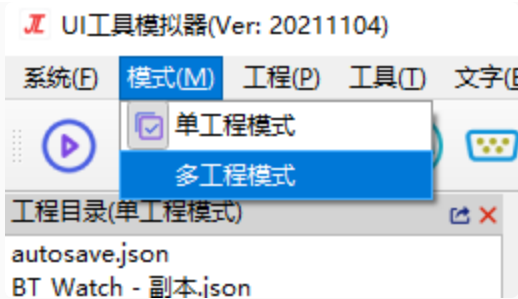 JL UI工具模拟器(Ver: 20211104)
系统(F) 模式(M) 工程(P) 工具(T) 文字(E
单工程模式
多工程模式
工程目录(单工程模式)
autosave.json
BT Watch - 副本.json